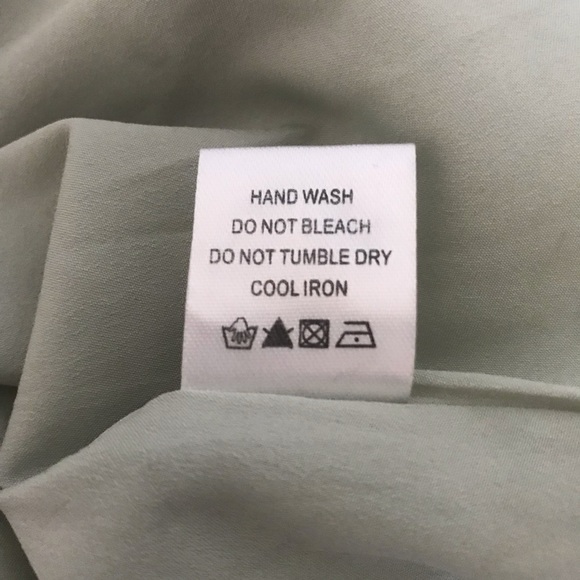 HAND WASH
DO NOT BLEACH
DO NOT TUMBLE DRY
COOL IRON